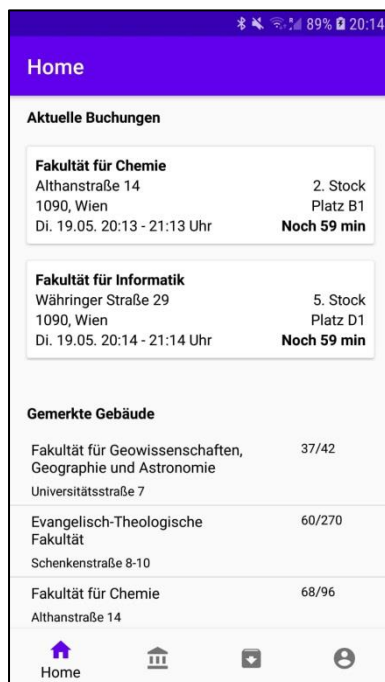 89% 20:14
Home
Aktuelle Buchungen
Fakultät für Chemie
Althanstraße 14 2. Stock
1090, Wien Platz B1
Di. 19.05. 20:13 - 21:13 Uhr Noch 59 min
Fakultät für Informatik
Währinger Straße 29 5. Stock
1090, Wien Platz D1
Di. 19.05. 20:14 - 21:14 Uhr Noch 59 min
Gemerkte Gebäude
Fakultät für Geowissenschaften, 37/42
Geographie und Astronomie
Universitätsstraße 7
Evangelisch-Theologische 60/270
Fakultät
Schenkenstraße 8-10
Fakultät für Chemie 68/96
Althanstraße 14
Home